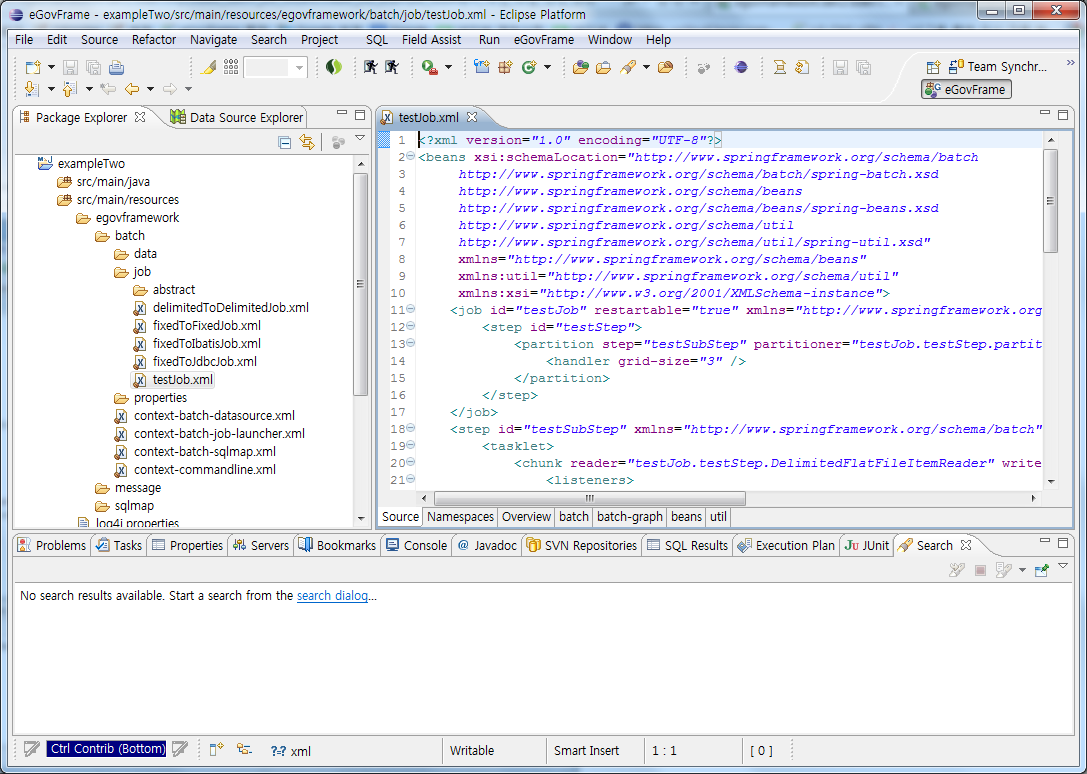 eGovFrame - exampleTwo/src/main/resources/egovframework/batch/job/testJob.xml - Eclipse Platform
File Edit Source Refactor Navigate Search Project SQL Field Assist Run eGovFrame Window Help
Team Synchr...
eGovFrame
Package Explorer
Data Source Explorer
exampleTwo
src/main/java
src/main/resources
egovframework
batch
data
job
abstract
delimitedToDelimitedJob.xml
fixedToFixedJob.xml
fixedToIbatisJob.xml
fixedToJdbcJob.xml
testJob.xml
properties
context-batch-datasource.xml
context-batch-job-launcher.xml
context-batch-sqlmap.xml
context-commandline.xml
message
sqlmap
log4j.properties
testJob.xml
1 <?xml version="1.0" encoding="UTF-8"?>
2 <beans xsi:schemaLocation="http://www.springframework.org/schema/batch
3 http://www.springframework.org/schema/batch/spring-batch.xsd
4 http://www.springframework.org/schema/beans
5 http://www.springframework.org/schema/beans/spring-beans.xsd
6 http://www.springframework.org/schema/util
7 http://www.springframework.org/schema/util/spring-util.xsd"
8 xmlns="http://www.springframework.org/schema/beans"
9 xmlns:util="http://www.springframework.org/schema/util"
10 xmlns:xsi="http://www.w3.org/2001/XMLSchema-instance">
11 <job id="testJob" restartable="true" xmlns="http://www.springframework.org
12 <step id="testStep">
13 <partition step="testSubStep" partitioner="testJob.testStep.partit
14 <handler grid-size="3" />
15 </partition>
16 </step>
17 </job>
18 <step id="testSubStep" xmlns="http://www.springframework.org/schema/batch"
19 <tasklet>
20 <chunk reader="testJob.testStep.DelimitedFlatFileItemReader" write
21 <listeners>
Source Namespaces Overview batch batch-graph beans util
Problems Tasks Properties Servers Bookmarks Console @ Javadoc SVN Repositories SQL Results Execution Plan Ju JUnit Search
No search results available. Start a search from the search dialog...
Ctrl Contrib (Bottom) ?=? xml Writable Smart Insert 1 : 1 [ 0 ]